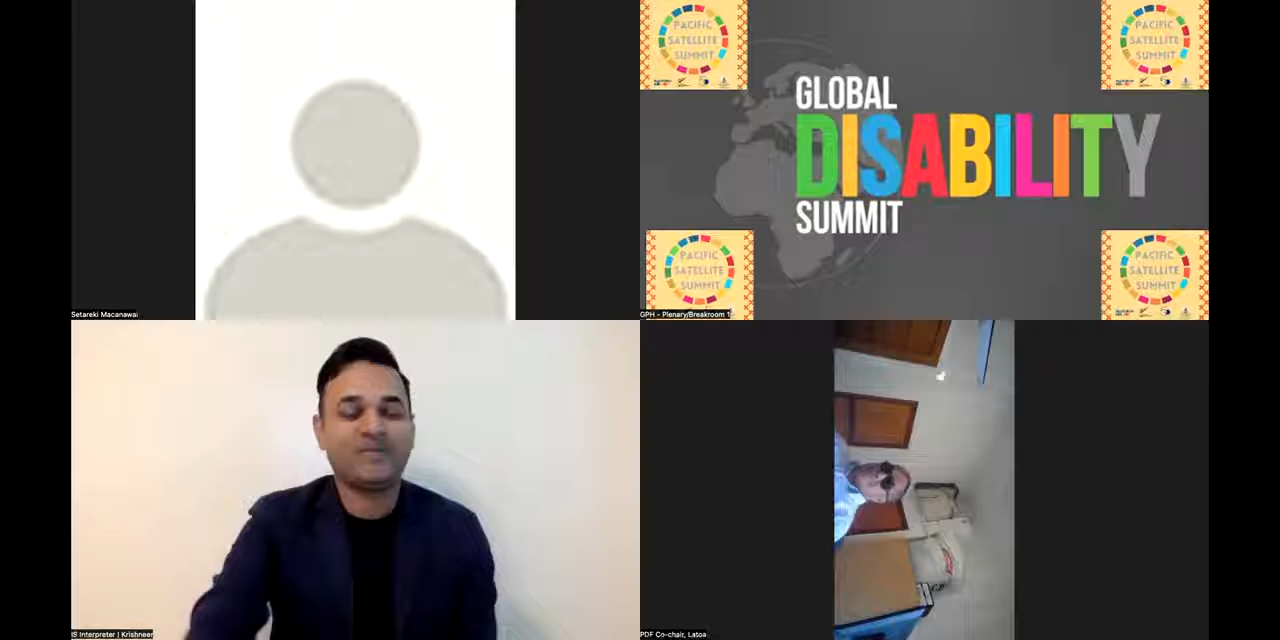 PACIFIC
SATELLITE
SUMMIT
PACIFIC
SATELLITE
SUMMIT
GLOBAL
DISABILITY
SUMMIT
PACIFIC
SATELLITE
SUMMIT
PACIFIC
SATELLITE
SUMMIT
Setareki Macanawai
GPH - Plenary/Breakroom 1
IS Interpreter | Krishneer
PDF Co-chair, Latoa